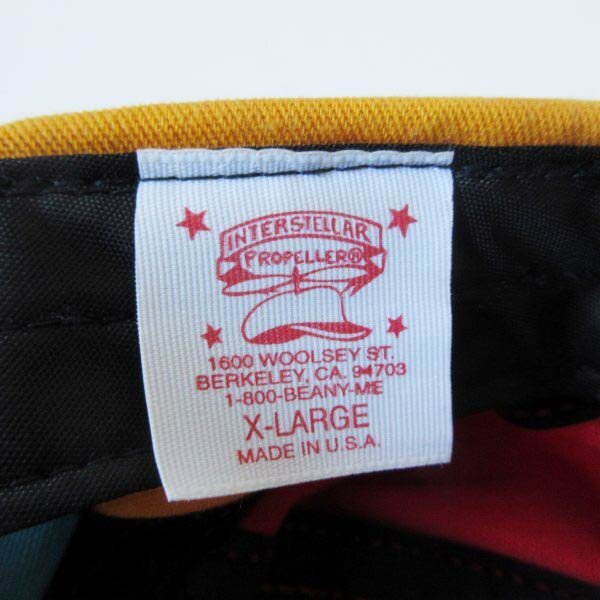 INTERSTELLAR
PROPELLER®
1600 WOOLSEY ST.
BERKELEY, CA. 94703
1-800-BEANY-ME
X-LARGE
MADE IN U.S.A.